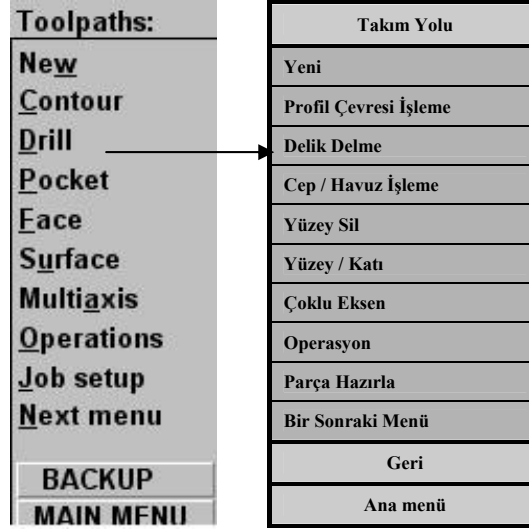 Toolpaths:
New
Contour
Drill
Pocket
Face
Surface
Multiaxis
Operations
Job setup
Next menu
BACKUP
MAIN MENU
Takım Yolu
Yeni
Profil Çevresi İşleme
Delik Delme
Cep / Havuz İşleme
Yüzey Sil
Yüzey / Katı
Çoklu Eksen
Operasyon
Parça Hazırla
Bir Sonraki Menü
Geri
Ana menü